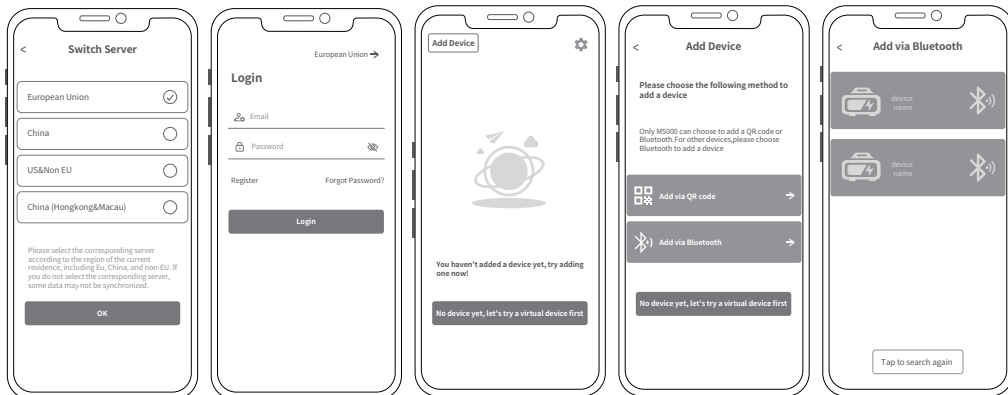 Switch Server
European Union
China
US&Non EU
China (Hongkong&Macau)
Please select the corresponding server
according to the region of the current
residence, including Eu, China, and non-EU. If
you do not select the corresponding server,
some data may not be synchronized.
OK
European Union
Login
Email
Password
Register
Forgot Password?
Login
Add Device
You haven't added a device yet, try adding
one now!
No device yet, let's try a virtual device first
Add Device
Please choose the following method to
add a device
Only M5000 can choose to add a QR code or
Bluetooth.For other devices,please choose
Bluetooth to add a device
Add via QR code
Add via Bluetooth
No device yet, let's try a virtual device first
Add via Bluetooth
device
name
device
name
Tap to search again